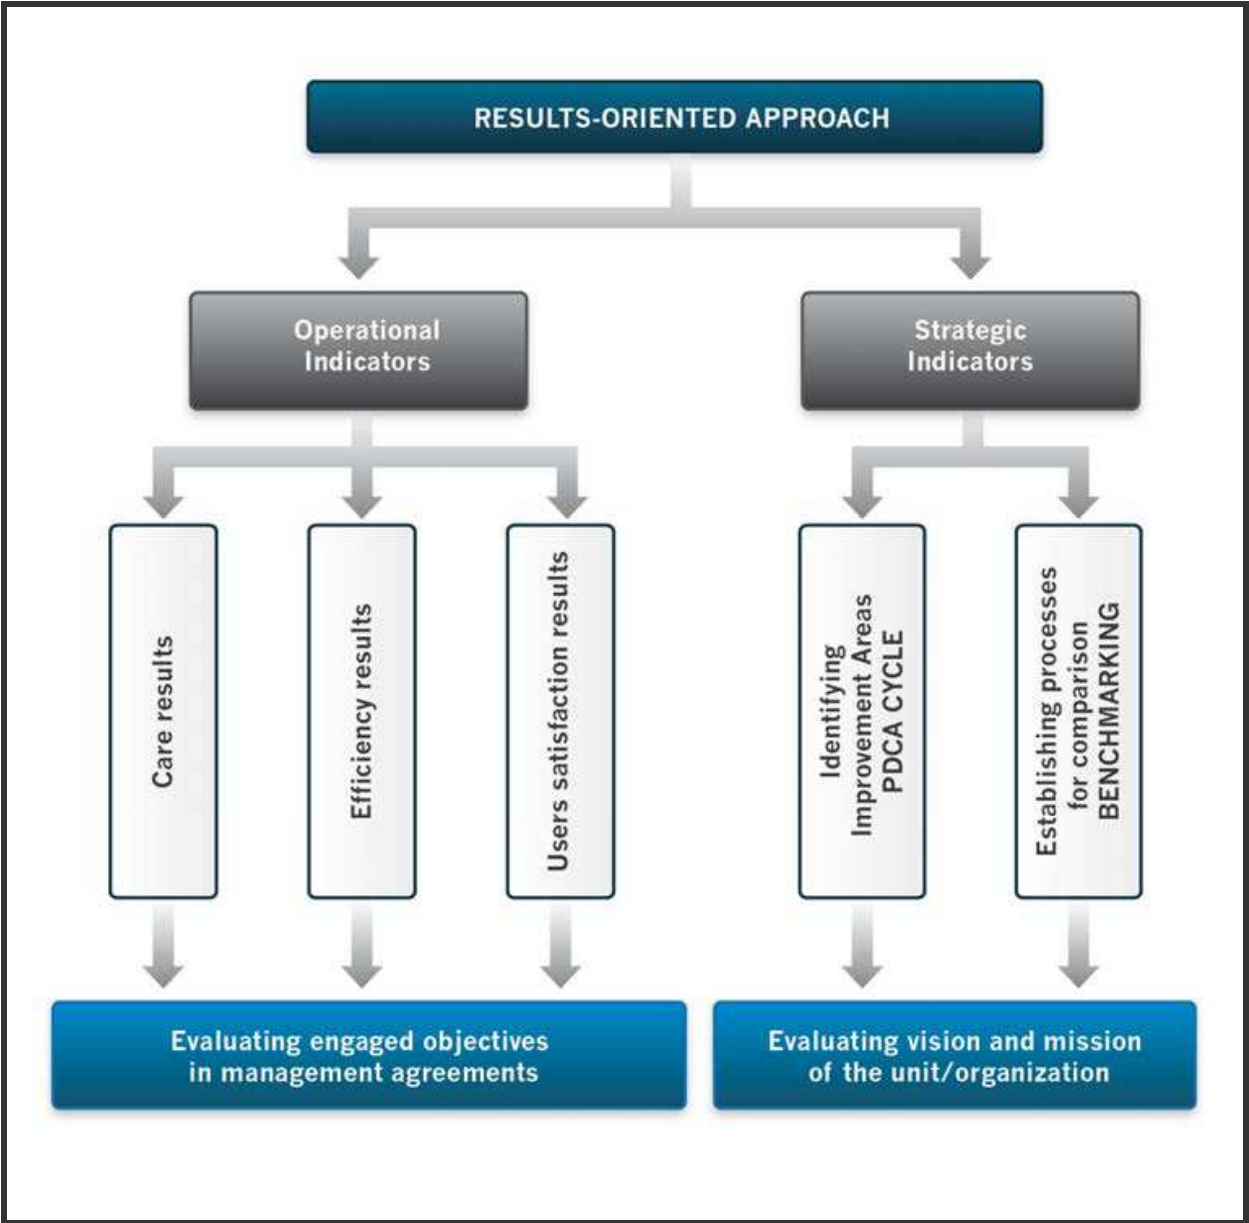 RESULTS-ORIENTED APPROACH
Operational
Indicators
Strategic
Indicators
Care results
Efficiency results
Users satisfaction results
Identifying
Improvement Areas
PDCA CYCLE
Establishing processes
for comparison
BENCHMARKING
Evaluating engaged objectives
in management agreements
Evaluating vision and mission
of the unit/organization